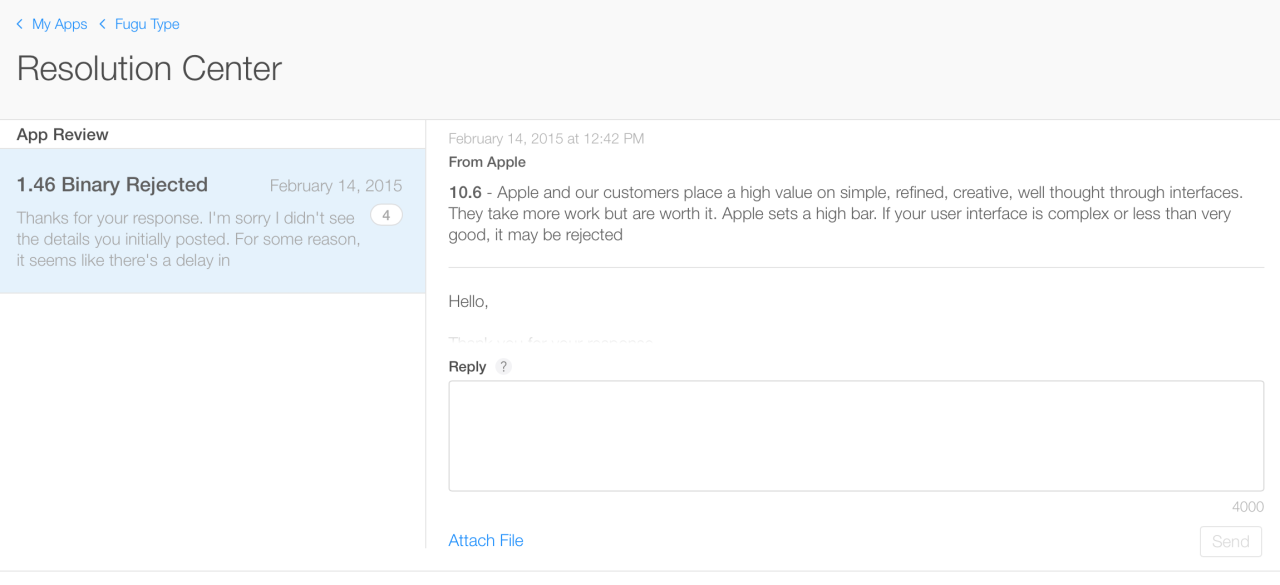 My Apps Fugu Type
Resolution Center
App Review
1.46 Binary Rejected February 14, 2015
Thanks for your response. I'm sorry I didn't see 4
the details you initially posted. For some reason,
it seems like there's a delay in
February 14, 2015 at 12:42 PM
From Apple
10.6 - Apple and our customers place a high value on simple, refined, creative, well thought through interfaces.
They take more work but are worth it. Apple sets a high bar. If your user interface is complex or less than very
good, it may be rejected
Hello,
Thank you for your response
Reply ?
4000
Attach File
Send